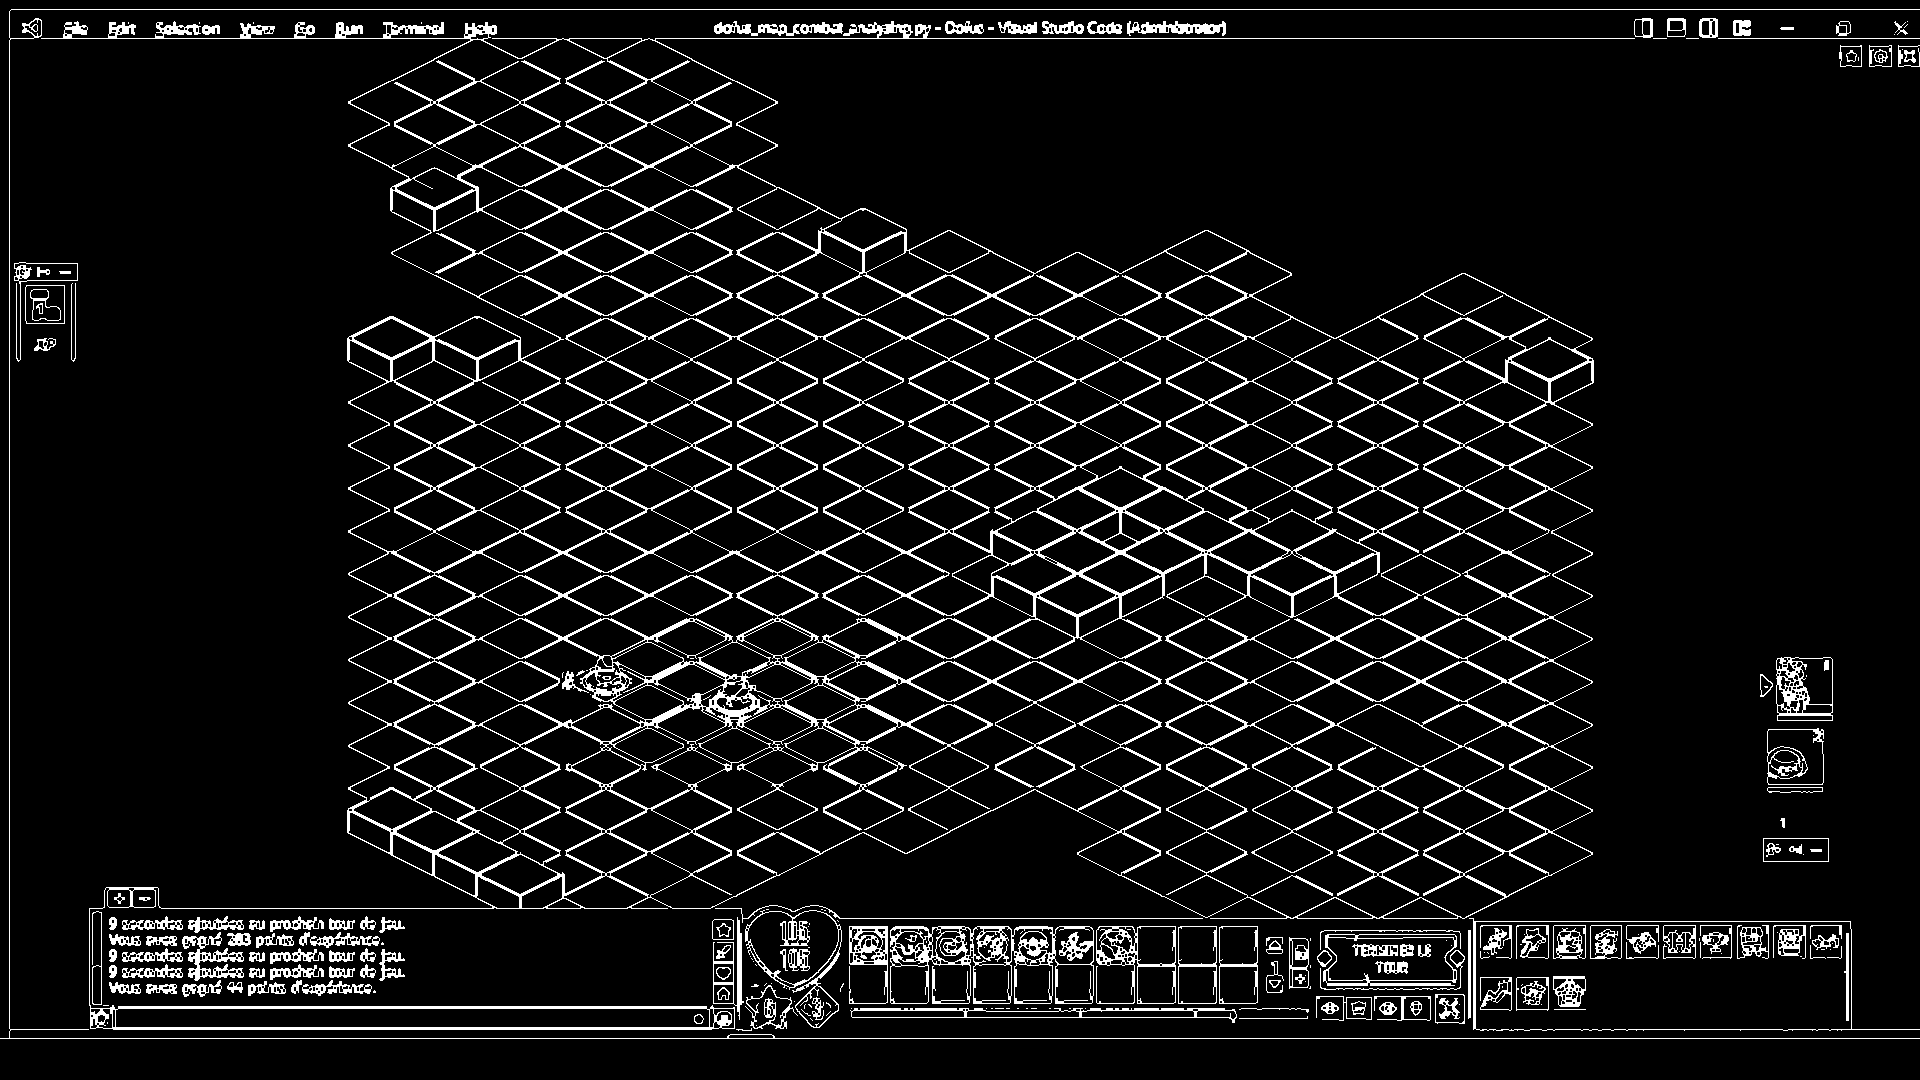 File Edit Selection View Go Run Terminal Help
dofus_map_combat_analysing.py - Dofus - Visual Studio Code (Administrator)
9 secondes ajoutées au prochain tour de jeu.
Vous avez gagné 283 points d'expérience.
9 secondes ajoutées au prochain tour de jeu.
9 secondes ajoutées au prochain tour de jeu.
Vous avez gagné 44 points d'expérience.
105
105
6
3
1
TERMINER LE
TOUR
1